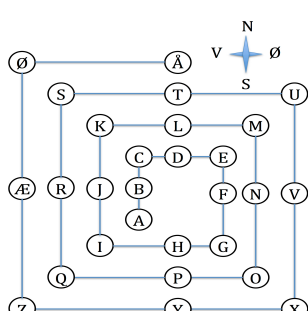 N
V Ø
S
Ø Å
S T U
K L M
C D E
Æ R J B F N V
A
I H G
Q P O
Z Y X